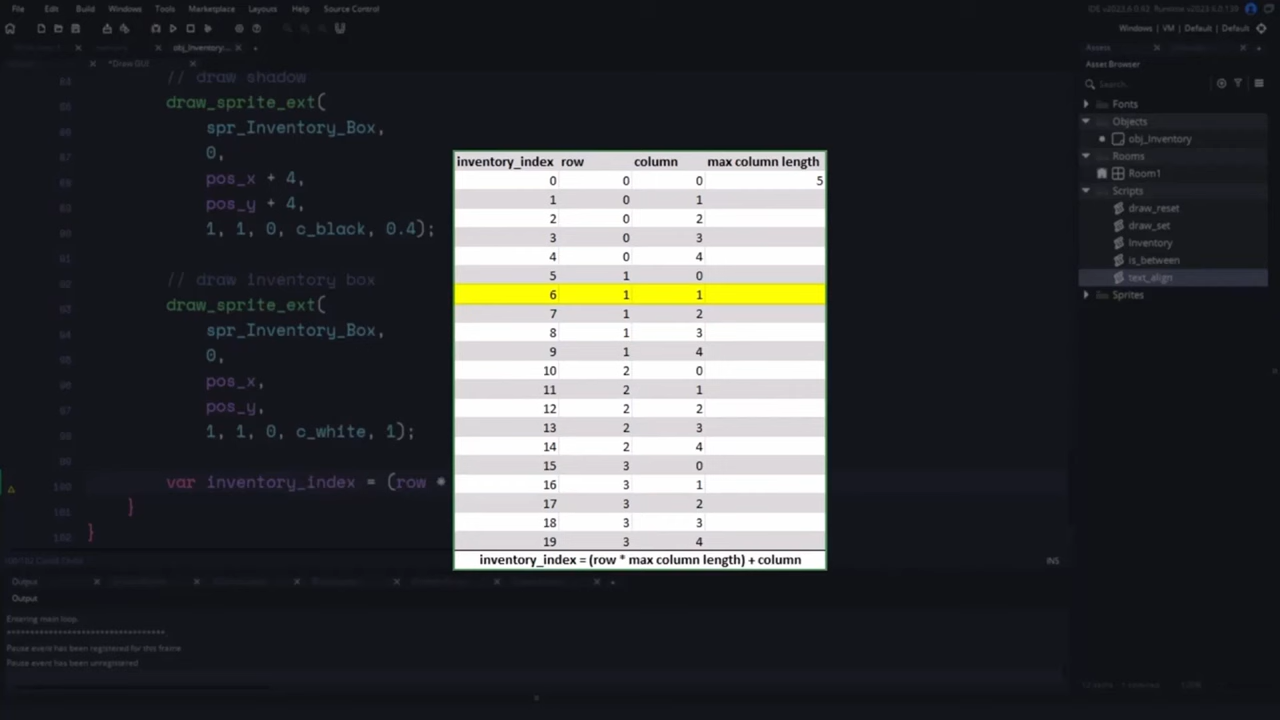 File Edit Build Windows Tools Marketplace Layouts Help Source Control
Windows | VM | Default | Default
obj_Inventory...
*Draw GUI
Assets
Asset Browser
Search...
Fonts
Objects
obj_Inventory
Rooms
Room1
Scripts
draw_reset
draw_set
Inventory
is_between
text_align
Sprites
// draw shadow
draw_sprite_ext(
spr_Inventory_Box,
0,
pos_x + 4,
pos_y + 4,
1, 1, 0, c_black, 0.4);
// draw inventory box
draw_sprite_ext(
spr_Inventory_Box,
0,
pos_x,
pos_y,
1, 1, 0, c_white, 1);
var inventory_index = (row *
}
}
inventory_index row column max column length
0 0 0 5
1 0 1
2 0 2
3 0 3
4 0 4
5 1 0
6 1 1
7 1 2
8 1 3
9 1 4
10 2 0
11 2 1
12 2 2
13 2 3
14 2 4
15 3 0
16 3 1
17 3 2
18 3 3
19 3 4
inventory_index = (row * max column length) + column
INS
Output
Output
Entering main loop.
Pause event has been registered for this frame
Pause event has been unregistered